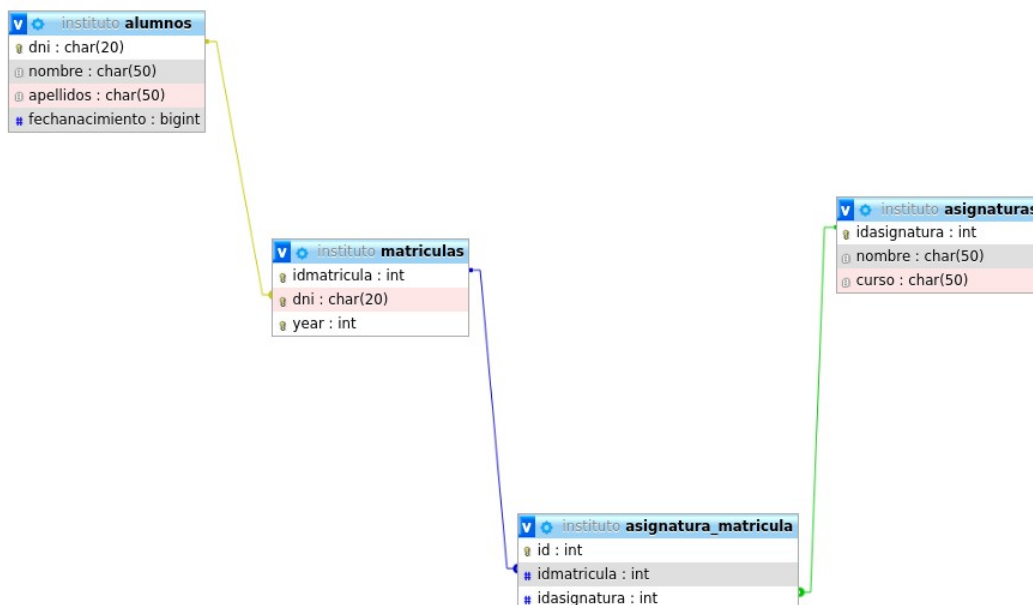 v instituto alumnos
dni : char(20)
nombre : char(50)
apellidos : char(50)
# fechanacimiento : bigint
v instituto matriculas
idmatricula : int
dni : char(20)
year : int
v instituto asignaturas
idasignatura : int
nombre : char(50)
curso : char(50)
v instituto asignatura_matricula
id : int
# idmatricula : int
# idasignatura : int